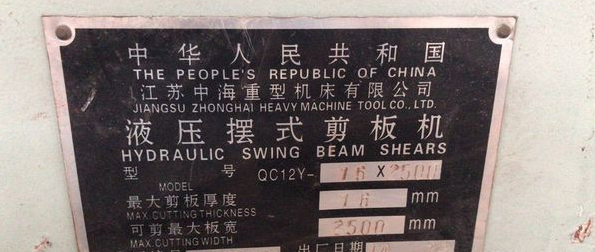 中华人民共和国
THE PEOPLE'S REPUBLIC OF CHINA
江苏中海重型机床有限公司
JIANGSU ZHONGHAI HEAVY MACHINE TOOL CO., LTD.
液压摆式剪板机
HYDRAULIC SWING BEAM SHEARS
型 号 QC12Y- 16 X 2500
MODEL
最大剪板厚度 16 mm
MAX.CUTTING THICKNESS
可剪最大板宽 2500 mm
MAX.CUTTING WIDTH
出厂日期